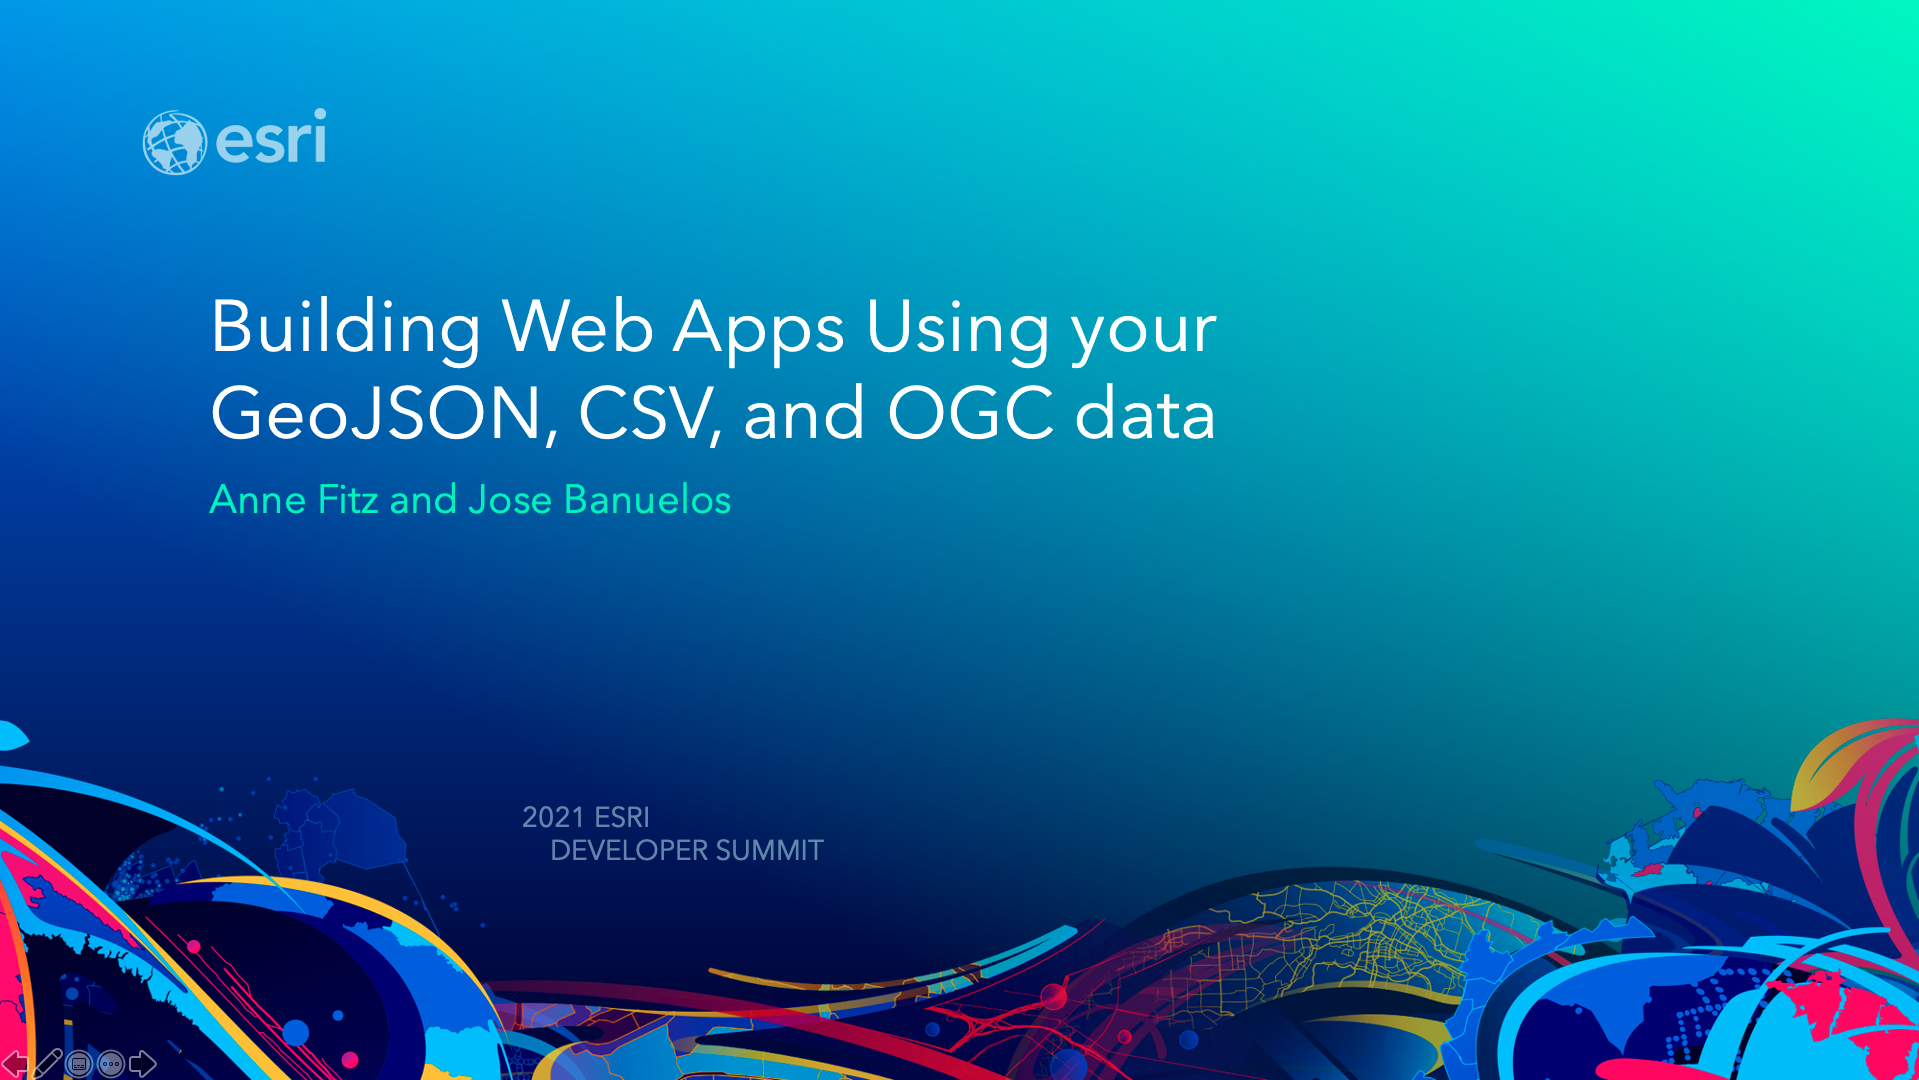 esri
Building Web Apps Using your
GeoJSON, CSV, and OGC data
Anne Fitz and Jose Banuelos
2021 ESRI
DEVELOPER SUMMIT